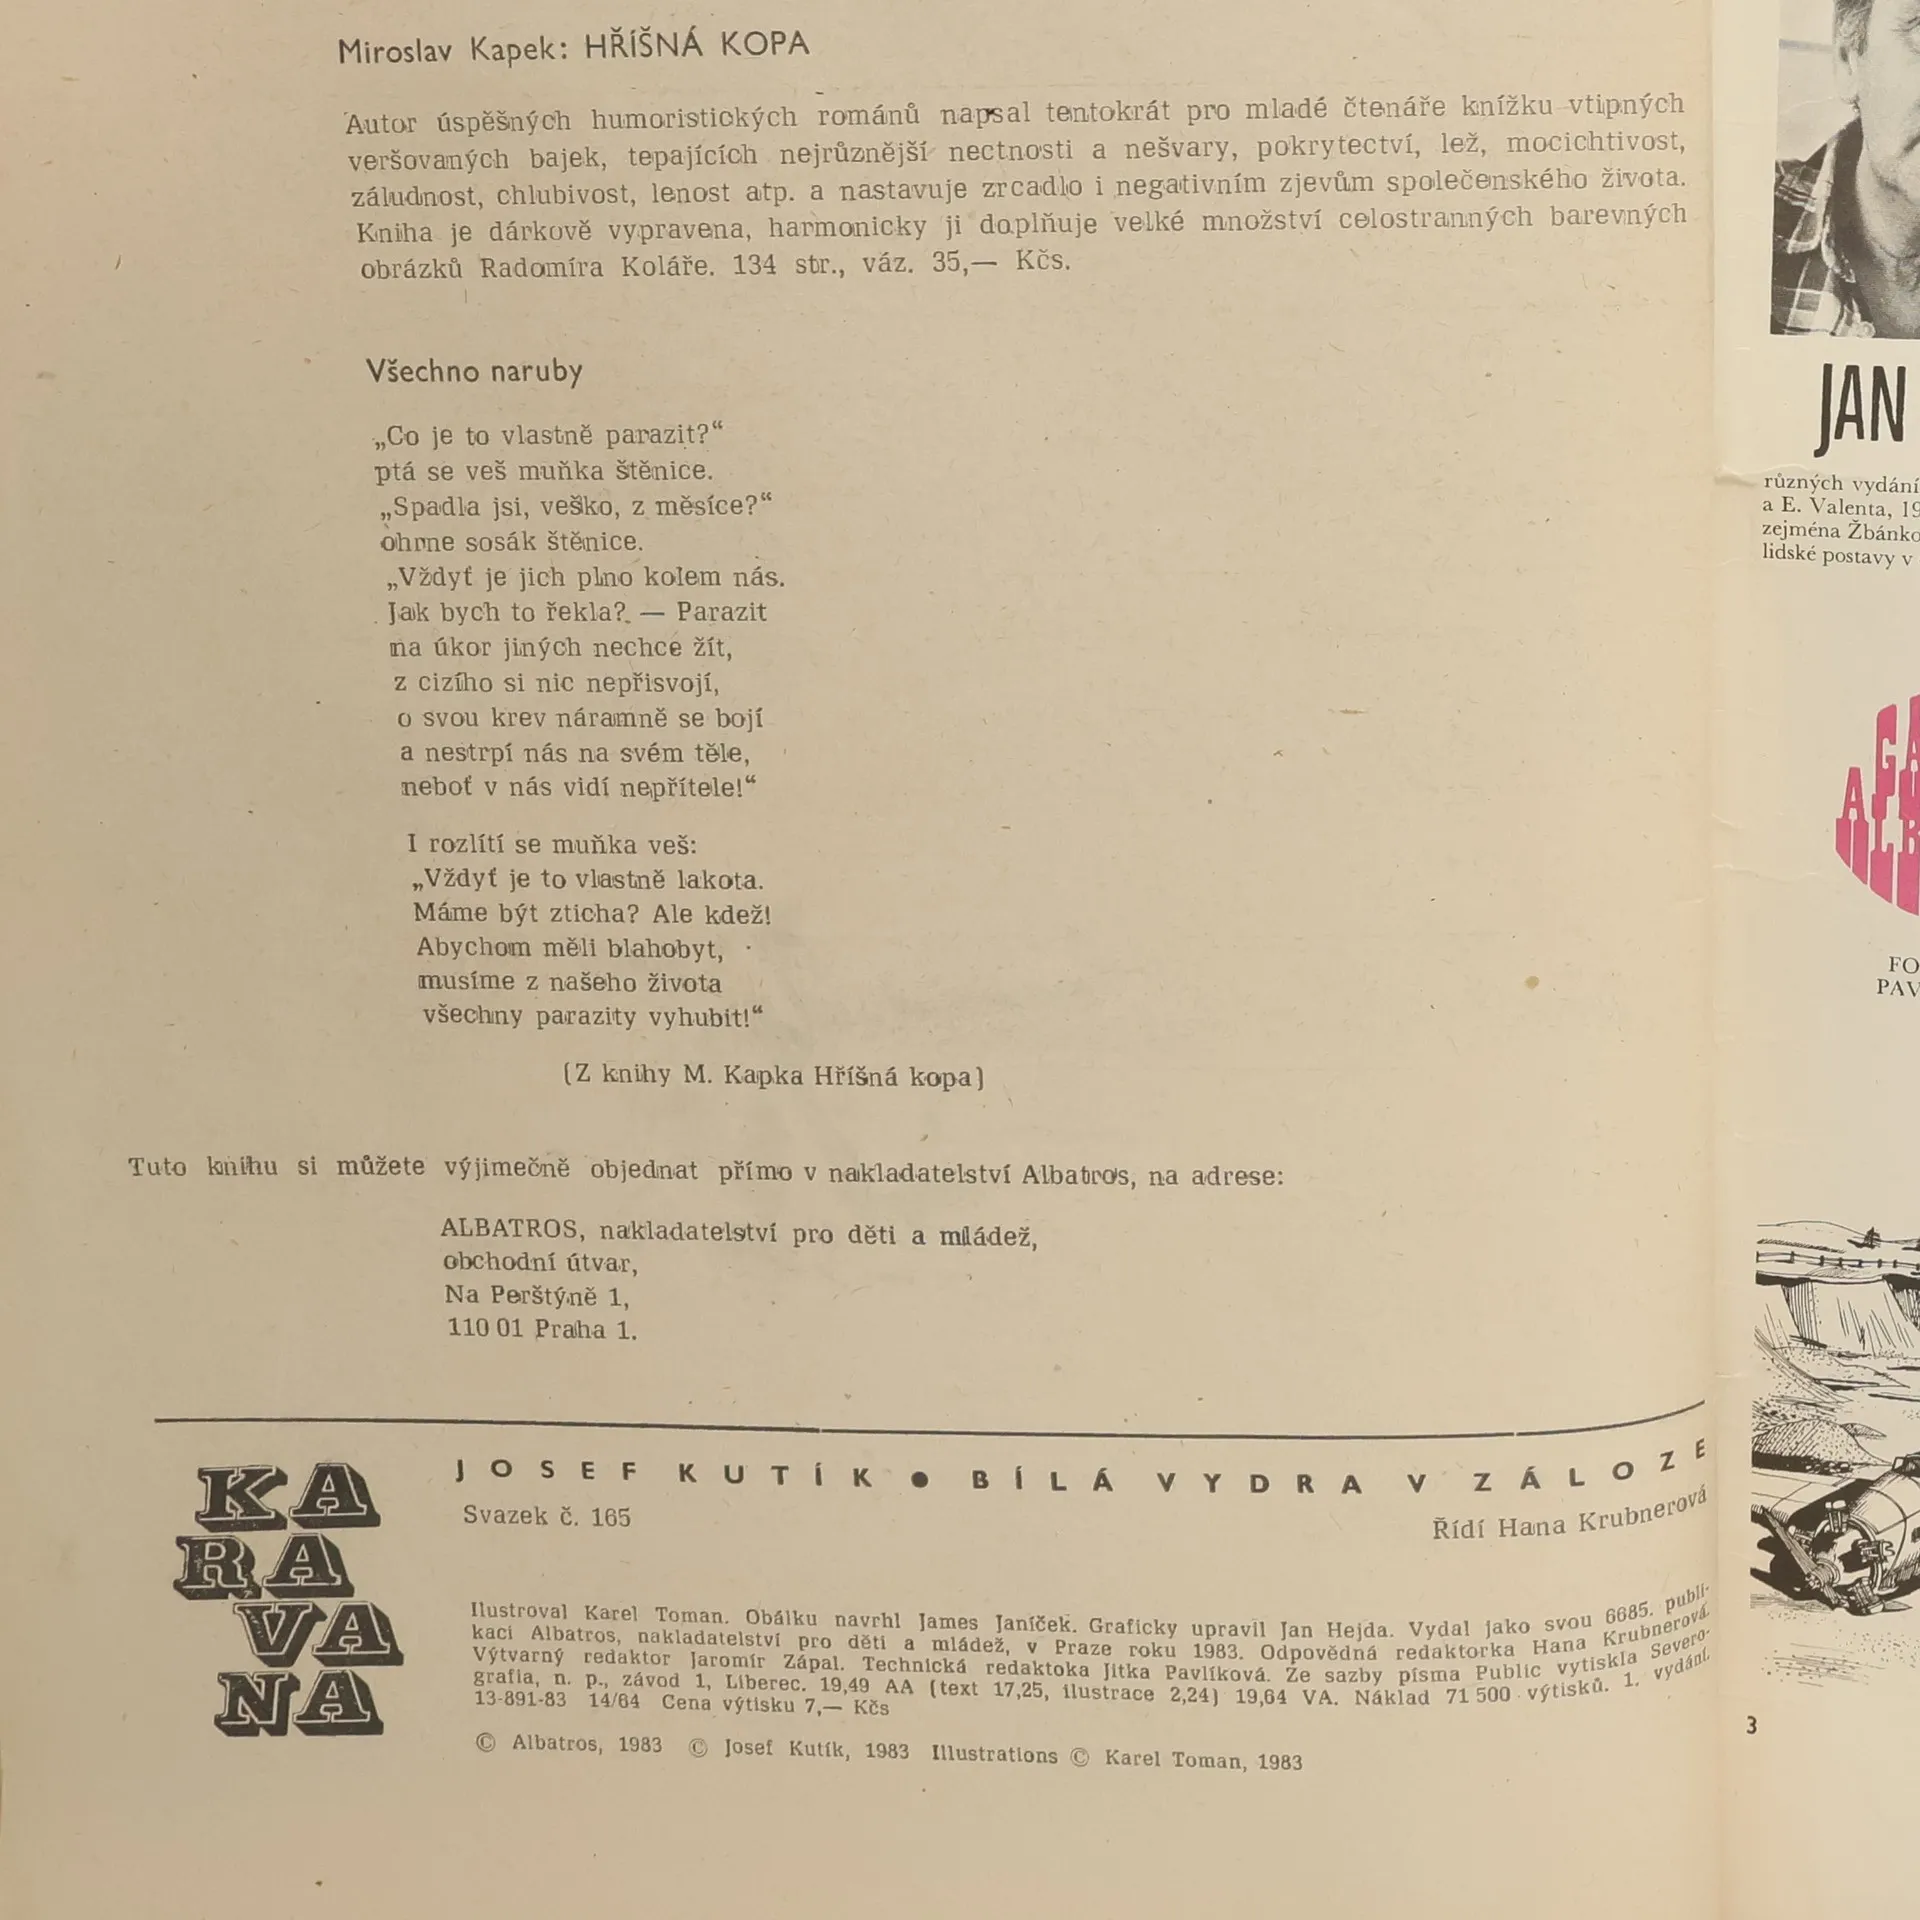 Miroslav Kapek: HŘÍŠNÁ KOPA
Autor úspěšných humoristických románů napsal tentokrát pro mladé čtenáře knížku vtipných
veršovaných bajek, tepajících nejrůznější nectnosti a nešvary, pokrytectví, lež, mocichtivost,
záludnost, chlubivost, lenost atp. a nastavuje zrcadlo i negativním zjevům společenského života.
Kniha je dárkově vypravena, harmonicky ji doplňuje velké množství celostranných barevných
obrázků Radomíra Koláře. 134 str., váz. 35,— Kčs.
Všechno naruby
„Co je to vlastně parazit?“
ptá se veš muňka štěnice.
„Spadla jsi, veško, z měsíce?“
ohrne sosák štěnice.
„Vždyť je jich plno kolem nás.
Jak bych to řekla? — Parazit
na úkor jiných nechce žít,
z cizího si nic nepřisvojí,
o svou krev náramně se bojí
a nestrpí nás na svém těle,
neboť v nás vidí nepřítele!“
I rozlítí se muňka veš:
„Vždyť je to vlastně lakota.
Máme být zticha? Ale kdež!
Abychom měli blahobyt,
musíme z našeho života
všechny parazity vyhubit!“
(Z knihy M. Kapka Hříšná kopa)
Tuto knihu si můžete výjimečně objednat přímo v nakladatelství Albatros, na adrese:
ALBATROS, nakladatelství pro děti a mládež,
obchodní útvar,
Na Perštýně 1,
110 01 Praha 1.
KA
RA
VA
NA
JOSEF KUTÍK ● BÍLÁ VYDRA V ZÁLOZE
Svazek č. 165
Řídí Hana Krubnerová
Ilustroval Karel Toman. Obálku navrhl James Janíček. Graficky upravil Jan Hejda. Vydal jako svou 6685. publi-
kaci Albatros, nakladatelství pro děti a mládež, v Praze roku 1983. Odpovědná redaktorka Hana Krubnerová.
Výtvarný redaktor Jaromír Zápal. Technická redaktoka Jitka Pavlíková. Ze sazby písma Public vytiskla Severo-
grafia, n. p., závod 1, Liberec. 19,49 AA (text 17,25, ilustrace 2,24) 19,64 VA. Náklad 71 500 výtisků. 1. vydání.
13-891-83 14/64 Cena výtisku 7,— Kčs
© Albatros, 1983 © Josef Kutík, 1983 Illustrations © Karel Toman, 1983
JAN
různých vydání
a E. Valenta, 19
zejména Žbánko
lidské postavy v
GA
APU
ALB
FO
PAV
3